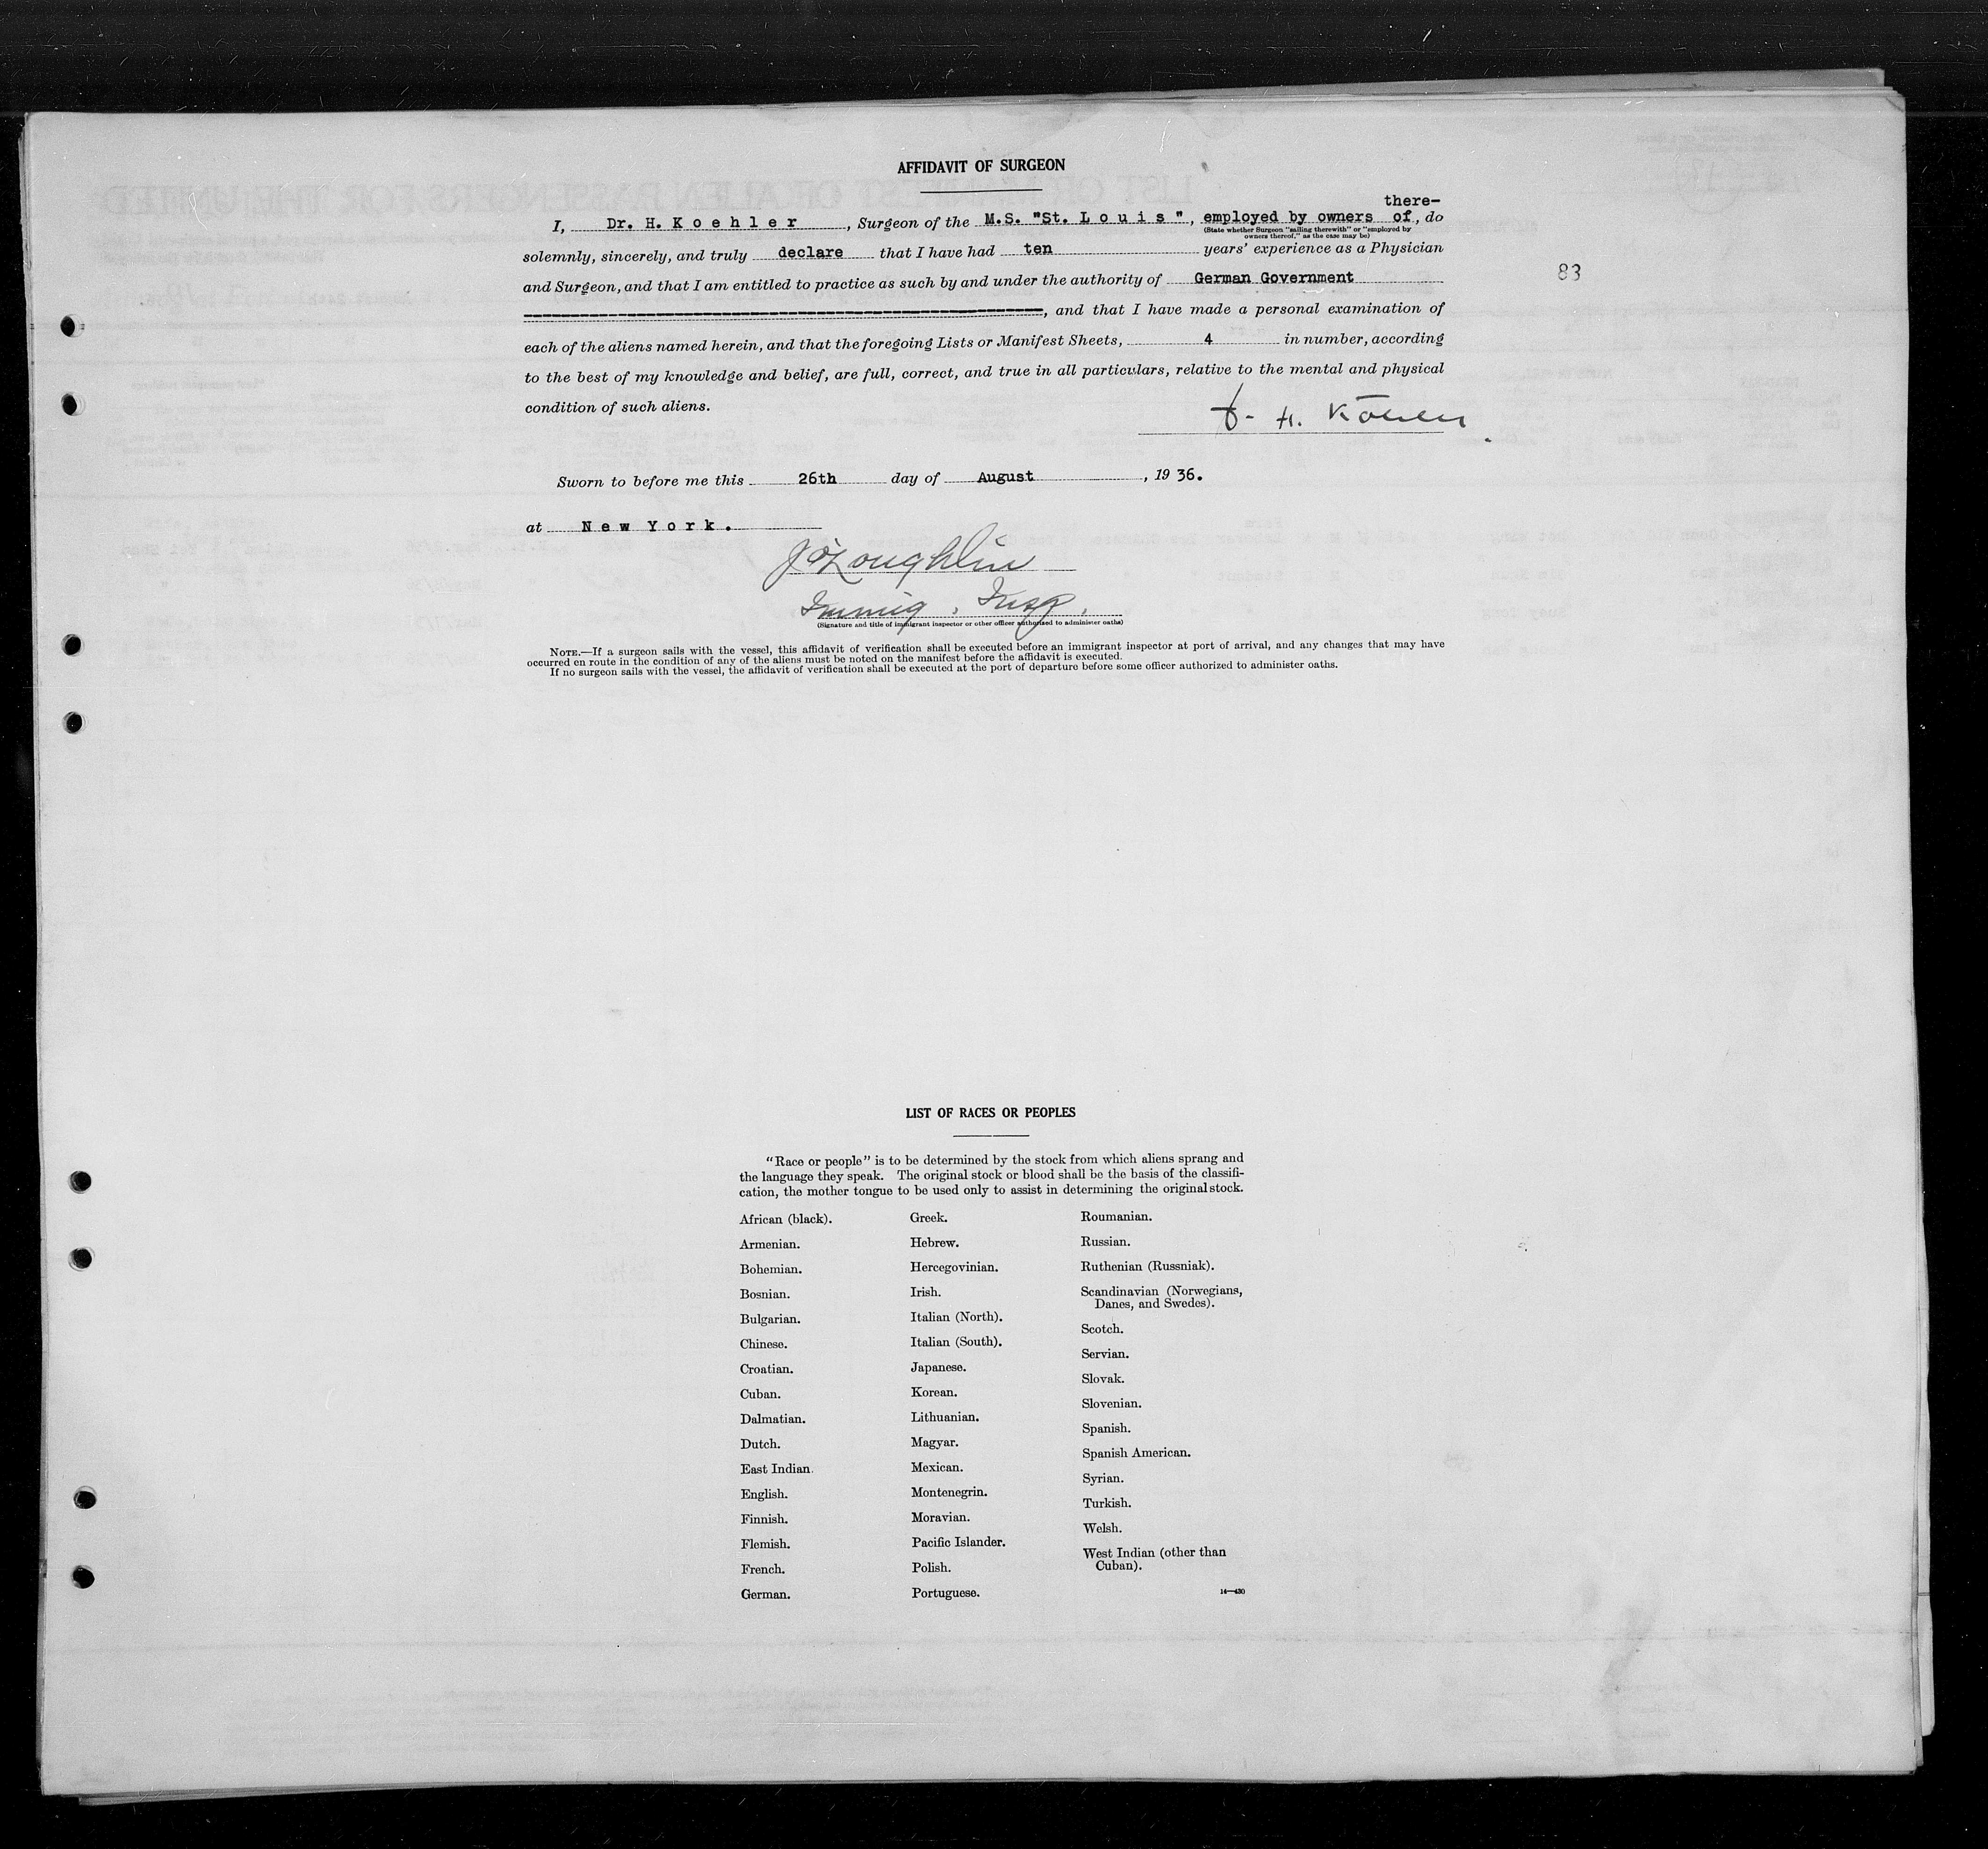 AFFIDAVIT OF SURGEON
there-
I, Dr. H. K o e h l e r, Surgeon of the M.S. "St. L o u i s", employed by owners of, do
(State whether Surgeon "sailing therewith" or "employed by
owners thereof," as the case may be)
solemnly, sincerely, and truly declare that I have had ten years' experience as a Physician
and Surgeon, and that I am entitled to practice as such by and under the authority of German Government
83
, and that I have made a personal examination of
each of the aliens named herein, and that the foregoing Lists or Manifest Sheets, 4 in number, according
to the best of my knowledge and belief, are full, correct, and true in all particulars, relative to the mental and physical
condition of such aliens.
H. Köhler
Sworn to before me this 26th day of August, 19 36.
at N e w Y o r k .
J O'Loughlin
Immig. Insp.
(Signature and title of immigrant inspector or other officer authorized to administer oaths)
NOTE.—If a surgeon sails with the vessel, this affidavit of verification shall be executed before an immigrant inspector at port of arrival, and any changes that may have
occurred en route in the condition of any of the aliens must be noted on the manifest before the affidavit is executed.
If no surgeon sails with the vessel, the affidavit of verification shall be executed at the port of departure before some officer authorized to administer oaths.
LIST OF RACES OR PEOPLES
"Race or people" is to be determined by the stock from which aliens sprang and
the language they speak. The original stock or blood shall be the basis of the classifi-
cation, the mother tongue to be used only to assist in determining the original stock.
African (black).
Armenian.
Bohemian.
Bosnian.
Bulgarian.
Chinese.
Croatian.
Cuban.
Dalmatian.
Dutch.
East Indian.
English.
Finnish.
Flemish.
French.
German.
Greek.
Hebrew.
Hercegovinian.
Irish.
Italian (North).
Italian (South).
Japanese.
Korean.
Lithuanian.
Magyar.
Mexican.
Montenegrin.
Moravian.
Pacific Islander.
Polish.
Portuguese.
Roumanian.
Russian.
Ruthenian (Russniak).
Scandinavian (Norwegians,
Danes, and Swedes).
Scotch.
Servian.
Slovak.
Slovenian.
Spanish.
Spanish American.
Syrian.
Turkish.
Welsh.
West Indian (other than
Cuban).
14—430